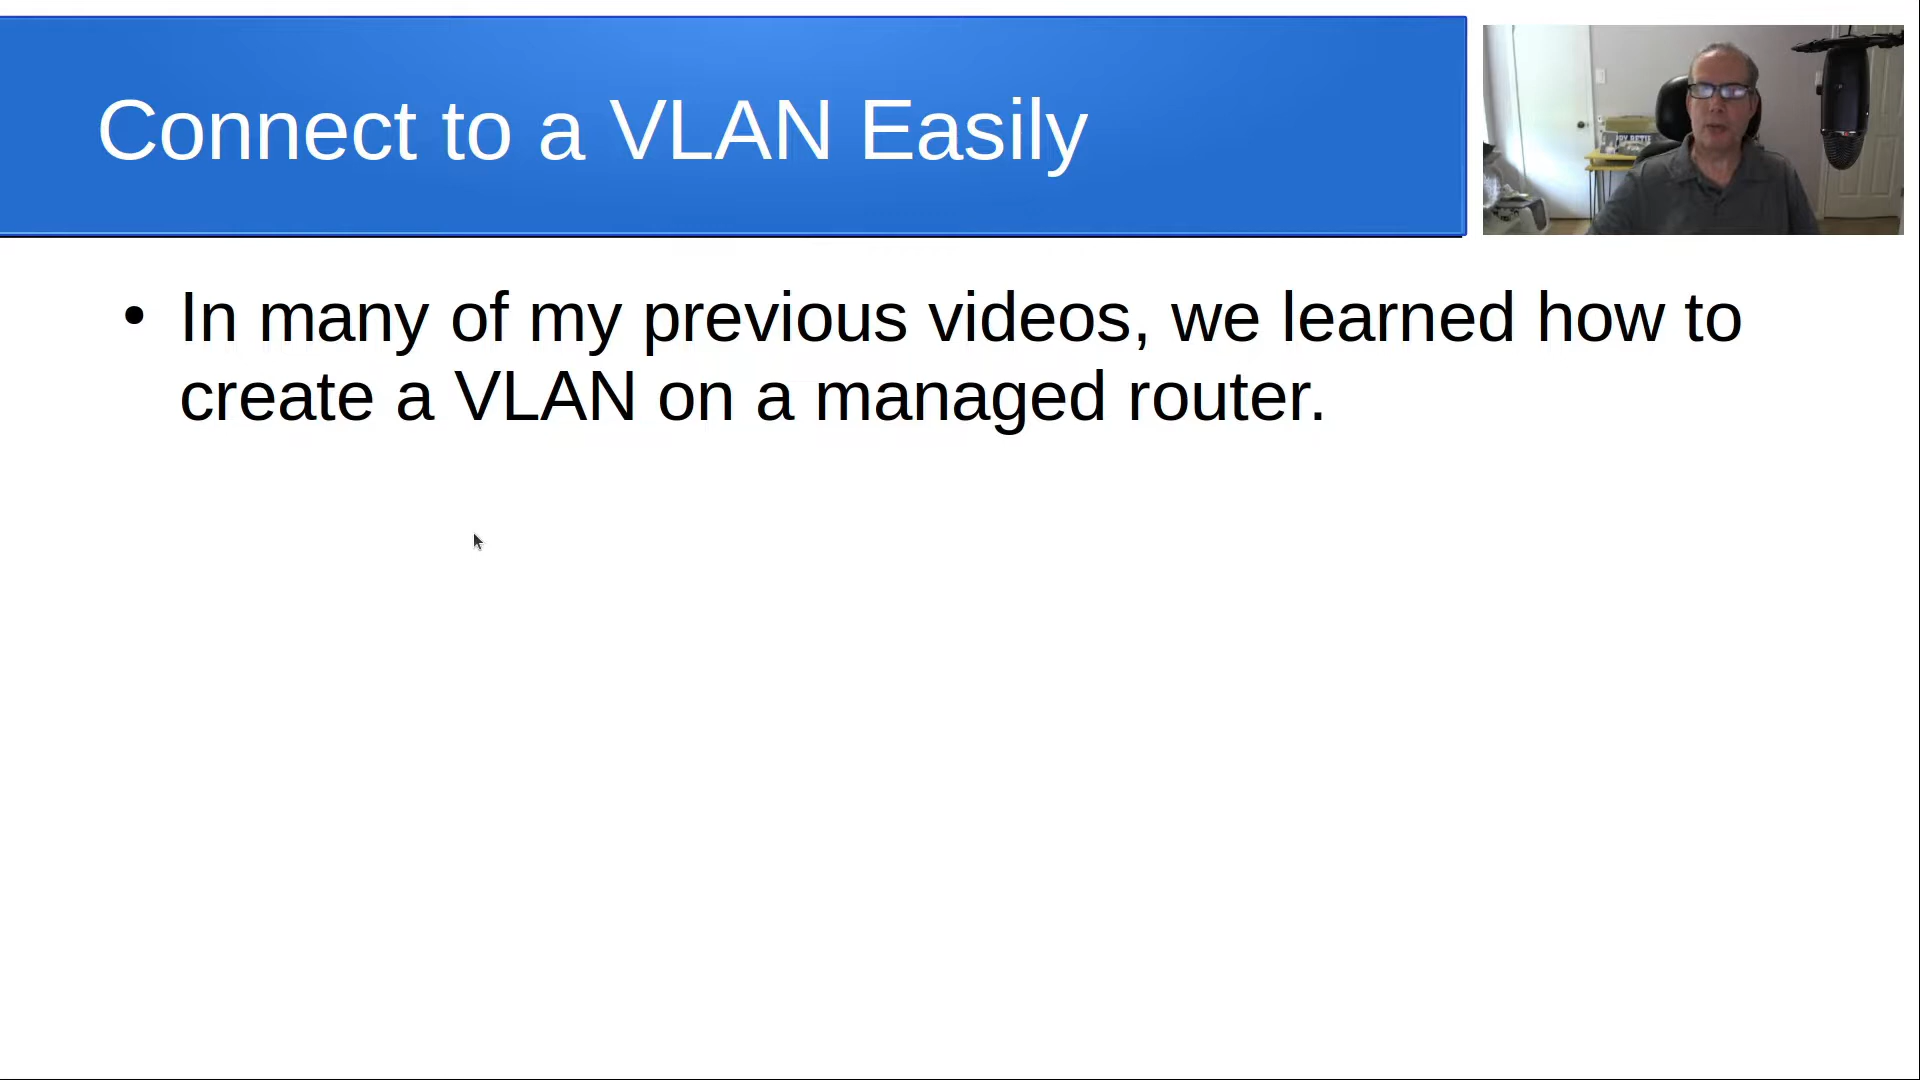 Connect to a VLAN Easily
• In many of my previous videos, we learned how to
create a VLAN on a managed router.